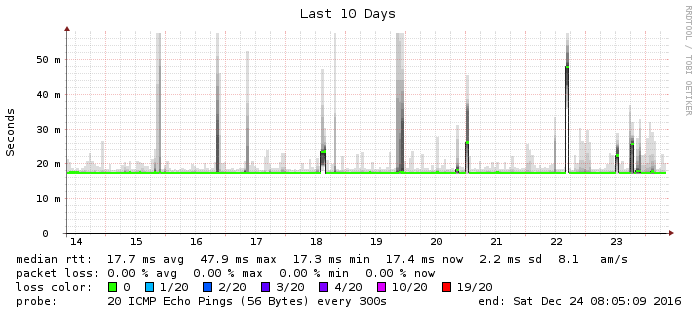 Last 10 Days
RRDTOOL / TOBI OETIKER
Seconds
50 m
40 m
30 m
20 m
10 m
0
14 15 16 17 18 19 20 21 22 23
median rtt: 17.7 ms avg 47.9 ms max 17.3 ms min 17.4 ms now 2.2 ms sd 8.1 am/s
packet loss: 0.00 % avg 0.00 % max 0.00 % min 0.00 % now
loss color: 0 1/20 2/20 3/20 4/20 10/20 19/20
probe: 20 ICMP Echo Pings (56 Bytes) every 300s end: Sat Dec 24 08:05:09 2016